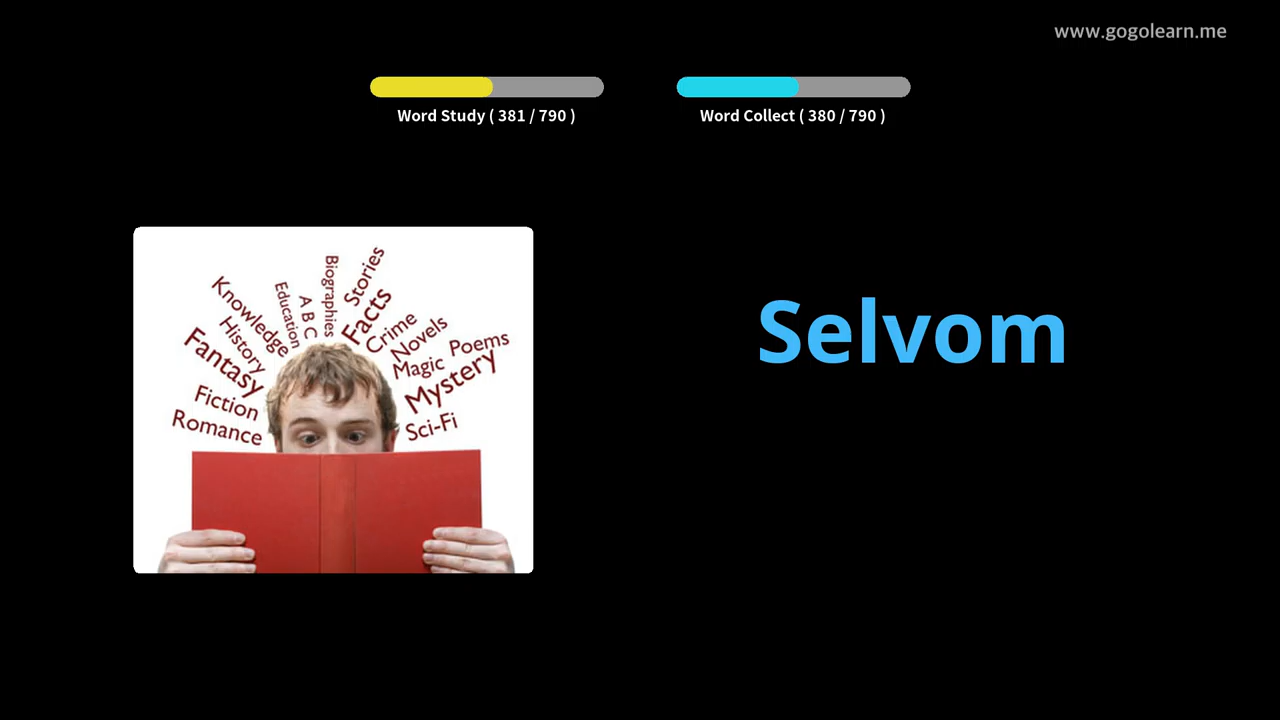 www.gogolearn.me
Word Study ( 381 / 790 )
Word Collect ( 380 / 790 )
Selvom
Knowledge
History
Fantasy
Fiction
Romance
Education
A B C
Biographies
Stories
Facts
Crime
Novels
Magic
Poems
Mystery
Sci-Fi